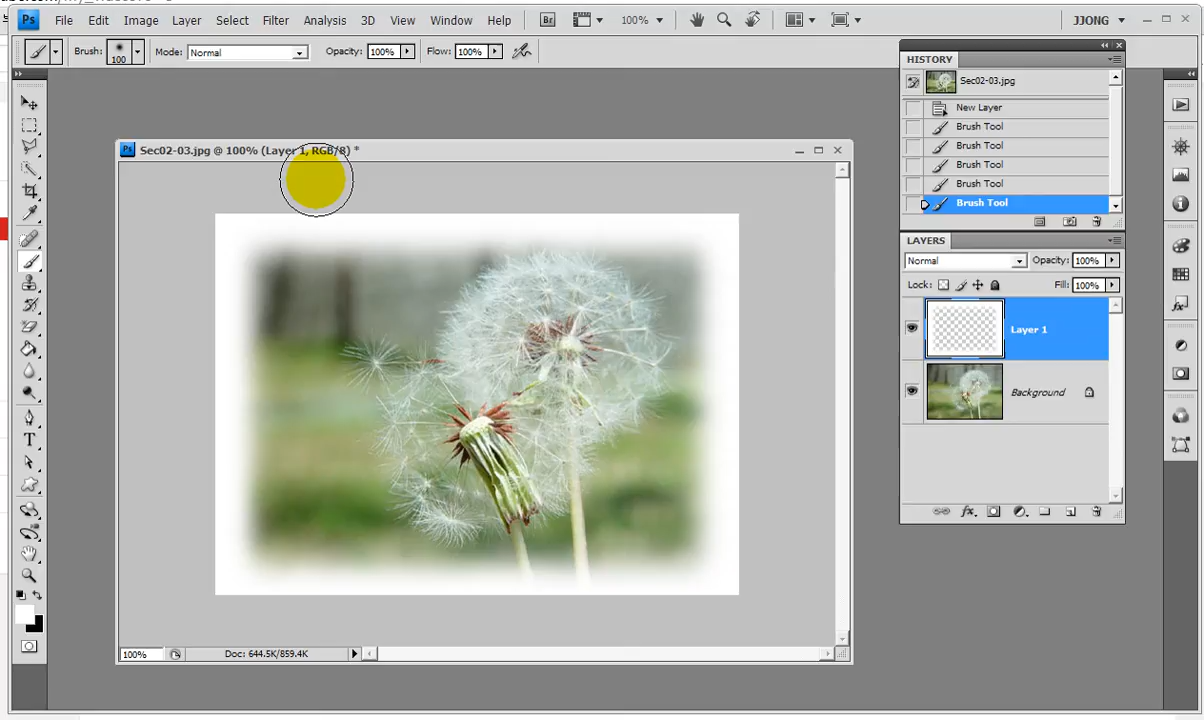 Ps File Edit Image Layer Select Filter Analysis 3D View Window Help Br 100% JJONG
Brush: 100 Mode: Normal Opacity: 100% Flow: 100%
HISTORY
Sec02-03.jpg
New Layer
Brush Tool
Brush Tool
Brush Tool
Brush Tool
Brush Tool
Ps Sec02-03.jpg @ 100% (Layer 1, RGB/8) *
LAYERS
Normal Opacity: 100%
Lock: Fill: 100%
Layer 1
Background
fx
T
100% Doc: 644.5K/859.4K